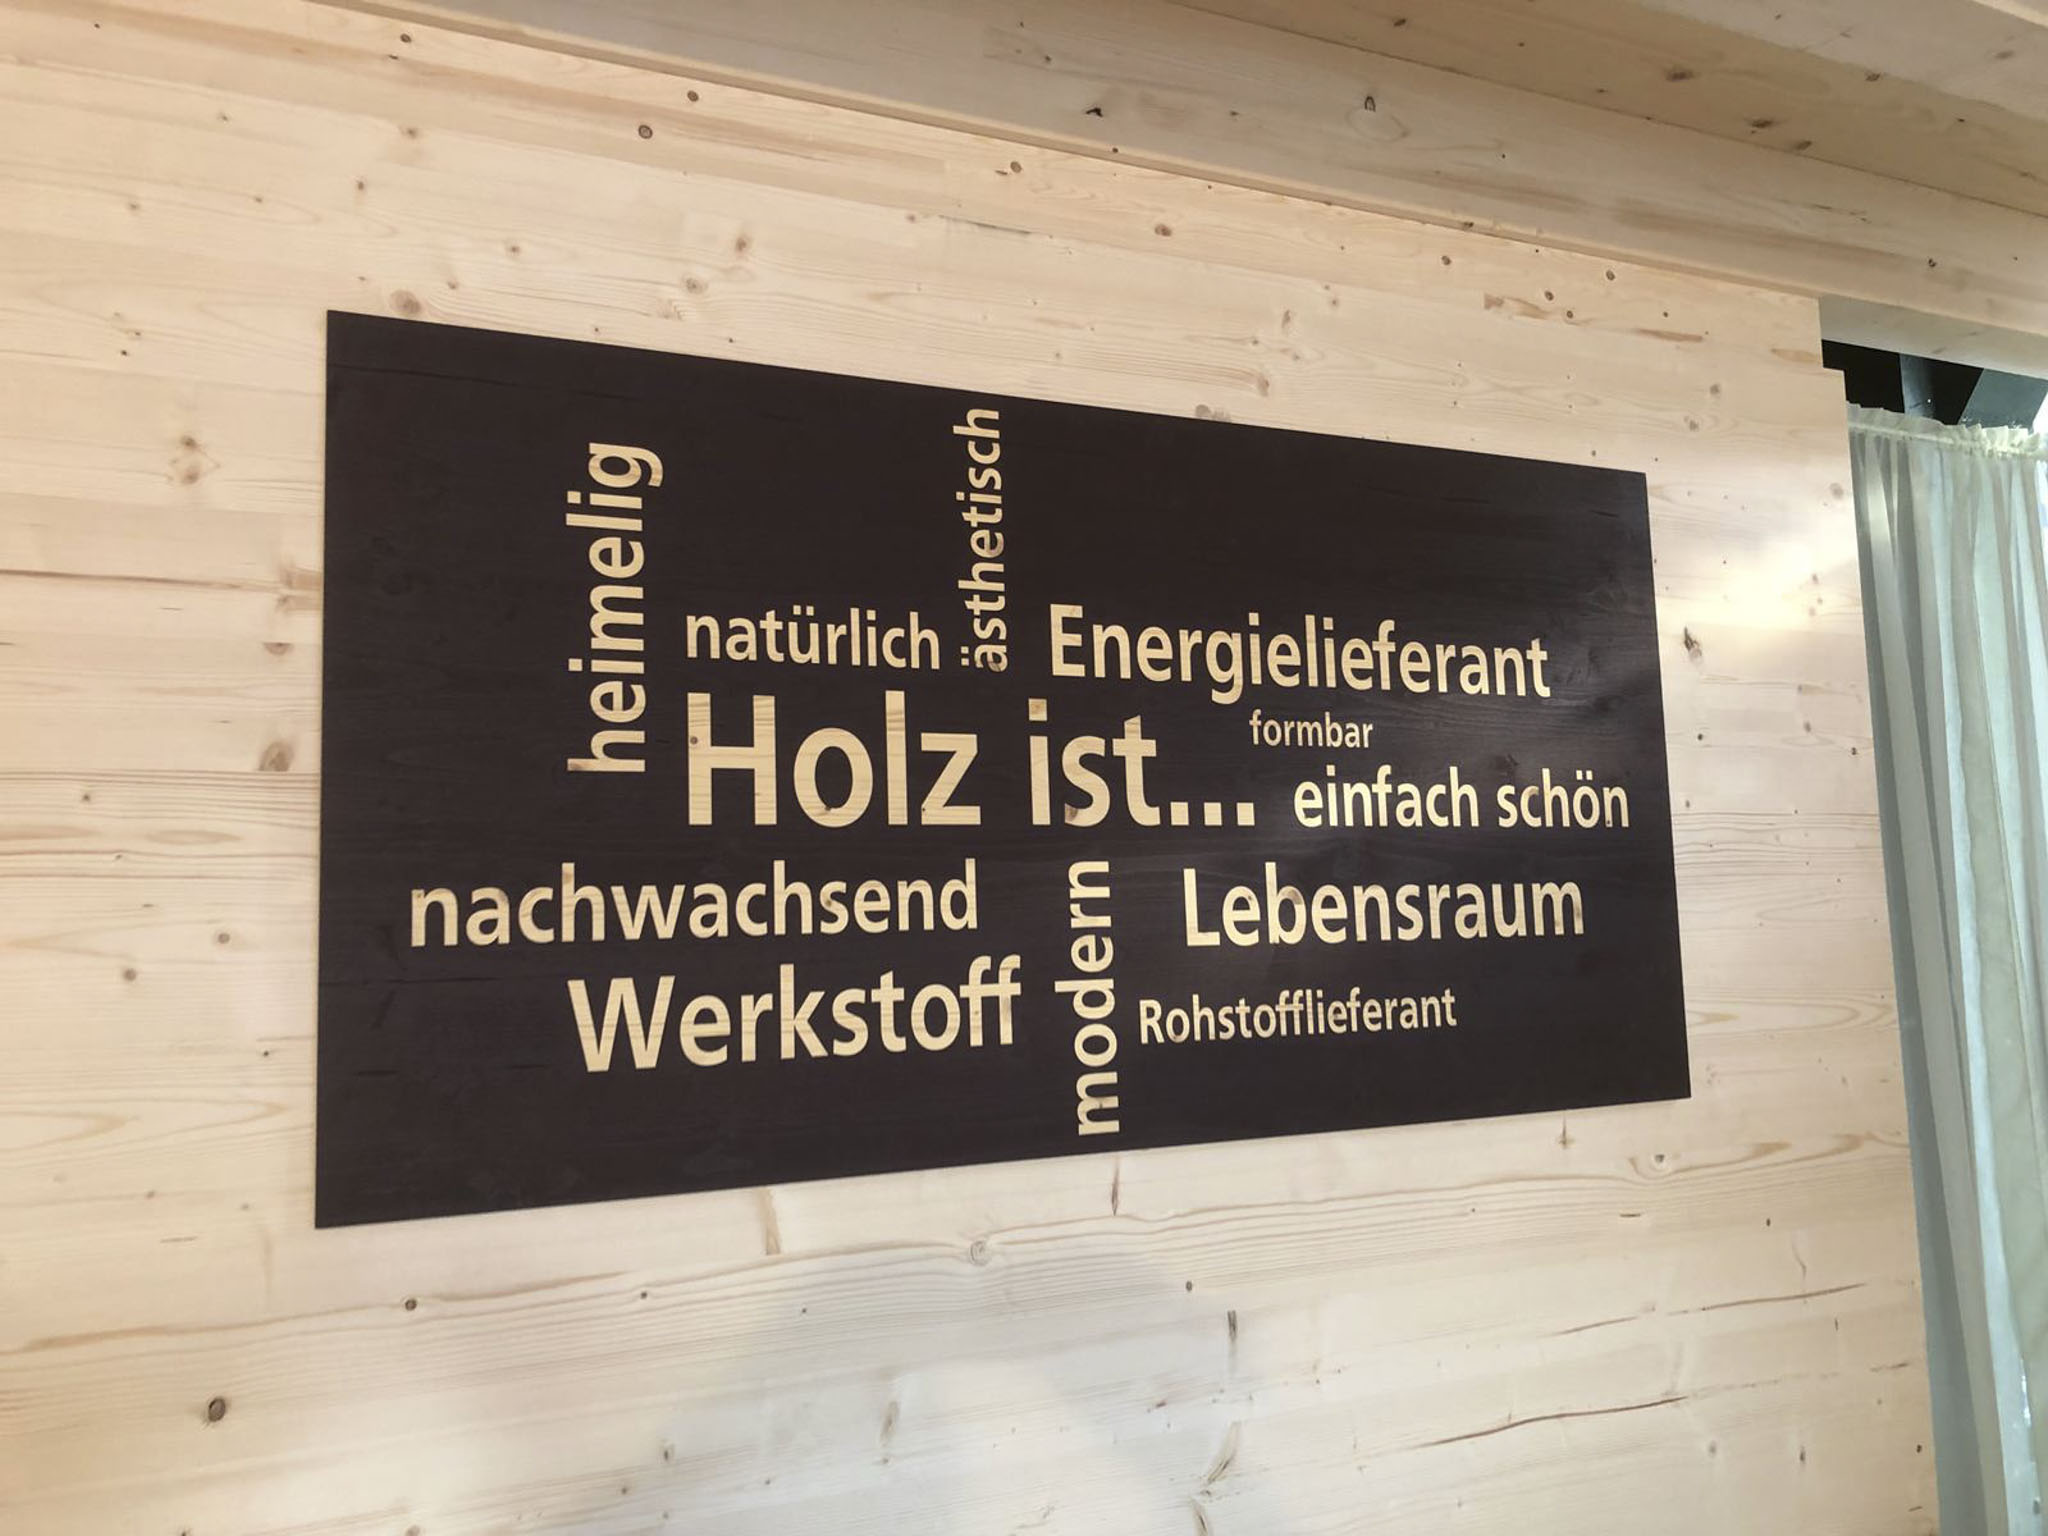 heimelig
ästhetisch
natürlich
Energielieferant
Holz ist...
formbar
einfach schön
nachwachsend
modern
Lebensraum
Werkstoff
Rohstofflieferant